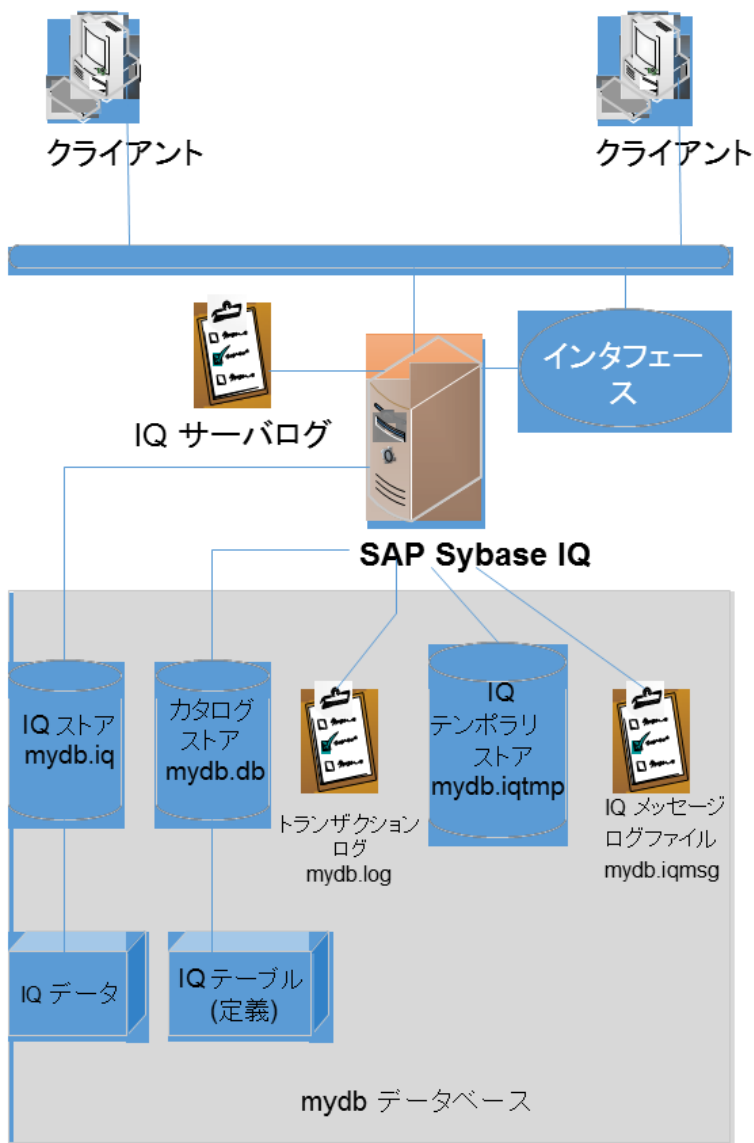 クライアント
クライアント
インタフェー
ス
IQ サーバログ
SAP Sybase IQ
IQ ストア
mydb.iq
カタログ
ストア
mydb.db
トランザクション
ログ
mydb.log
IQ
テンポラリ
ストア
mydb.iqtmp
IQ メッセージ
ログファイル
mydb.iqmsg
IQ データ
IQ テーブル
(定義)
mydb データベース